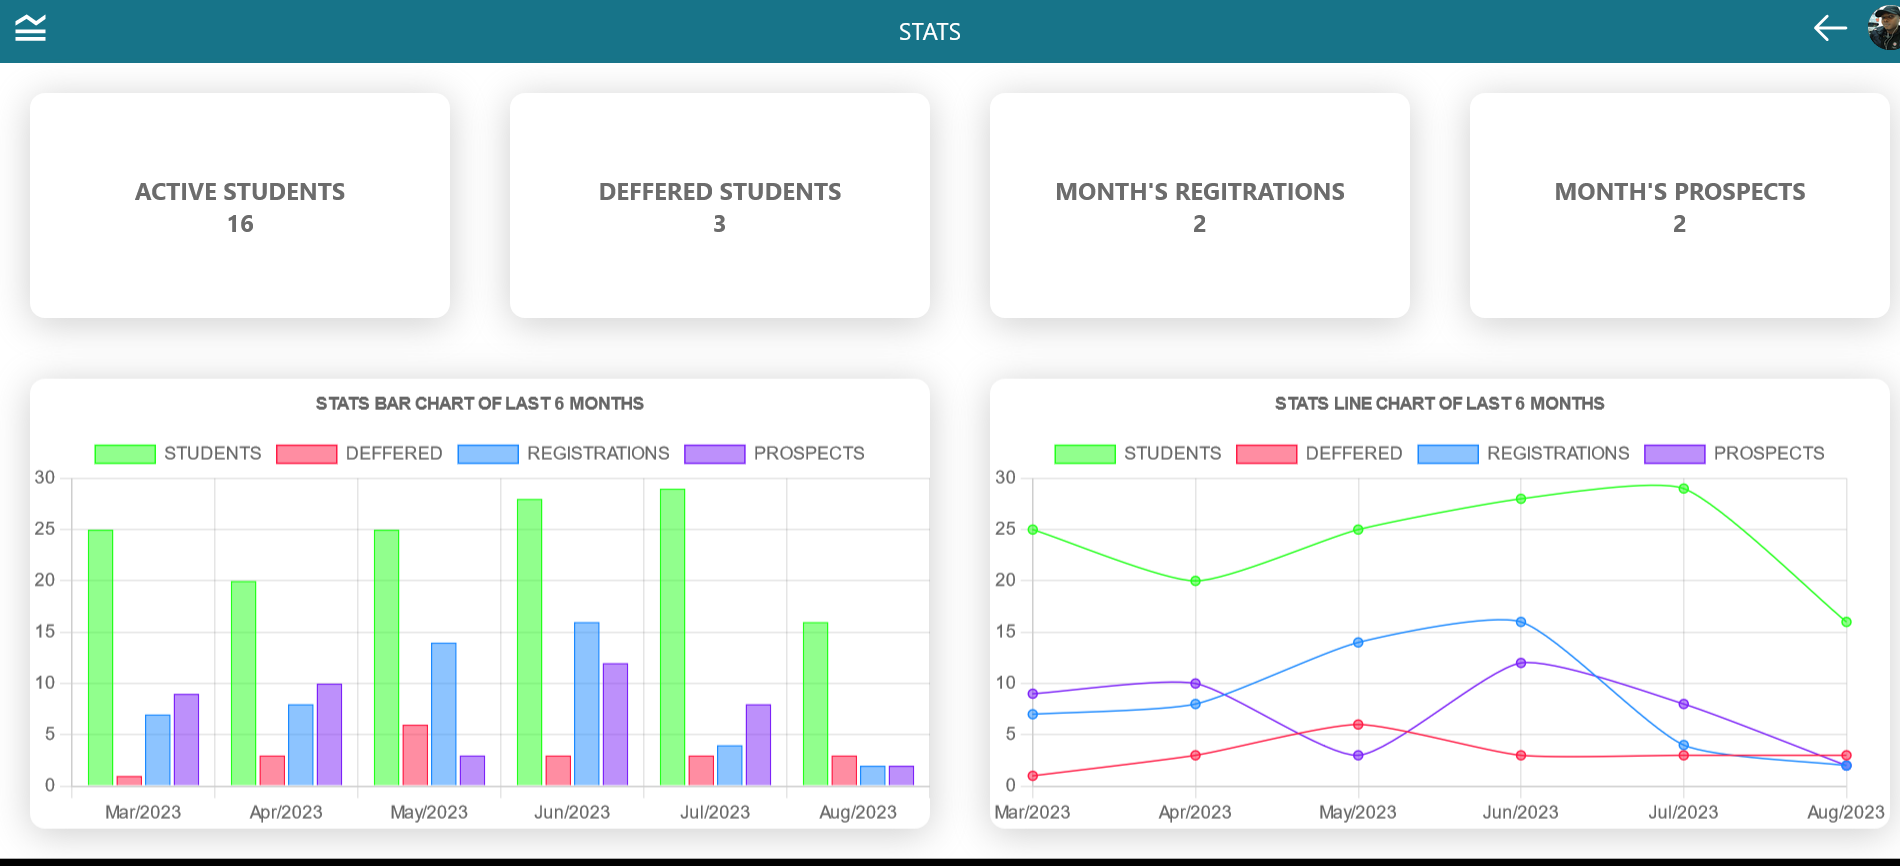 STATS
ACTIVE STUDENTS
16
DEFFERED STUDENTS
3
MONTH'S REGITRATIONS
2
MONTH'S PROSPECTS
2
STATS BAR CHART OF LAST 6 MONTHS
STUDENTS DEFFERED REGISTRATIONS PROSPECTS
30
25
20
15
10
5
0
Mar/2023 Apr/2023 May/2023 Jun/2023 Jul/2023 Aug/2023
STATS LINE CHART OF LAST 6 MONTHS
STUDENTS DEFFERED REGISTRATIONS PROSPECTS
30
25
20
15
10
5
0
Mar/2023 Apr/2023 May/2023 Jun/2023 Jul/2023 Aug/2023